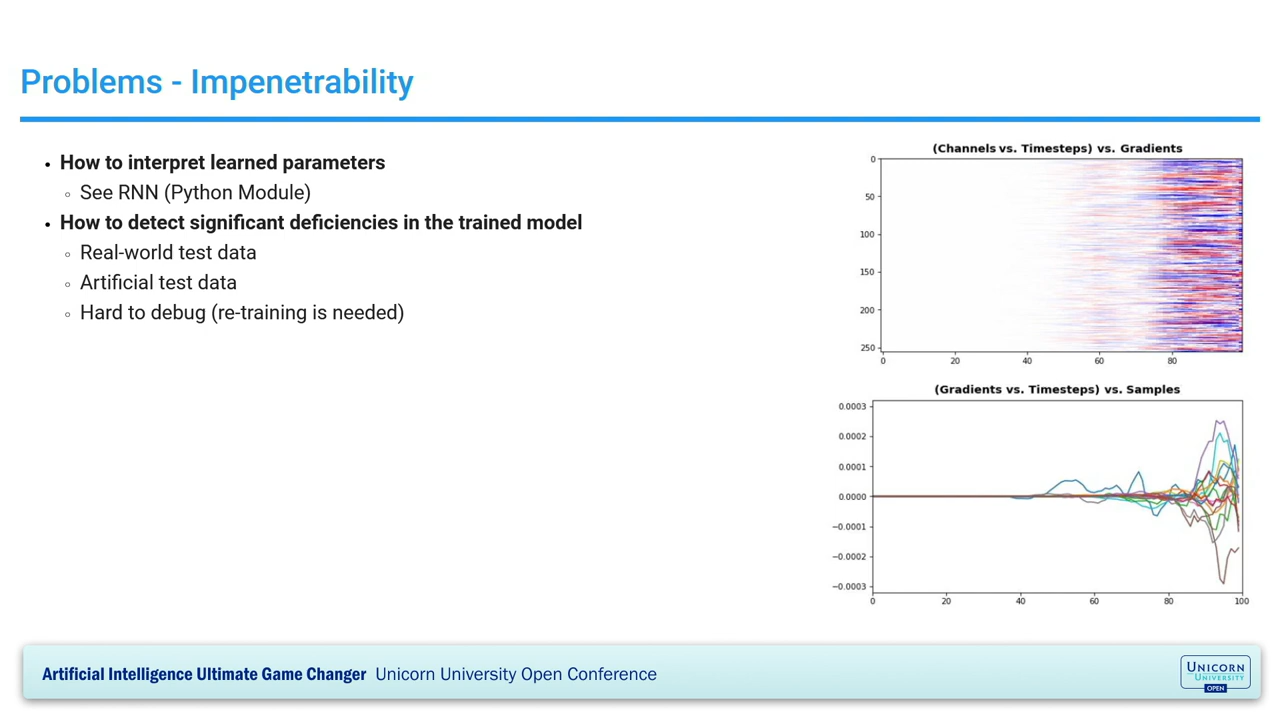 Problems - Impenetrability
• How to interpret learned parameters
○ See RNN (Python Module)
• How to detect significant deficiencies in the trained model
○ Real-world test data
○ Artificial test data
○ Hard to debug (re-training is needed)
(Channels vs. Timesteps) vs. Gradients
0
50
100
150
200
250
0 20 40 60 80
(Gradients vs. Timesteps) vs. Samples
0.0003
0.0002
0.0001
0.0000
−0.0001
−0.0002
−0.0003
0 20 40 60 80 100
Artificial Intelligence Ultimate Game Changer Unicorn University Open Conference
UNICORN
UNIVERSITY
OPEN